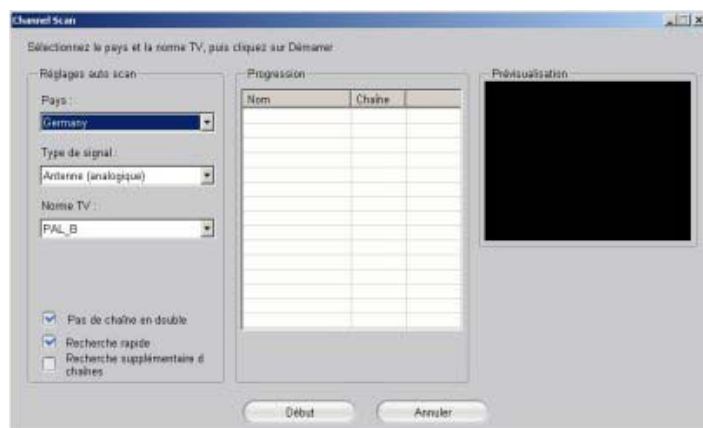 Channel Scan
Sélectionnez le pays et la norme TV, puis cliquez sur Démarrer
Réglages auto scan
Pays :
Germany
Type de signal :
Antenne (analogique)
Norme TV :
PAL_B
Pas de chaîne en double
Recherche rapide
Recherche supplémentaire d
chaînes
Progression
Nom
Chaîne
Prévisualisation
Début
Annuler